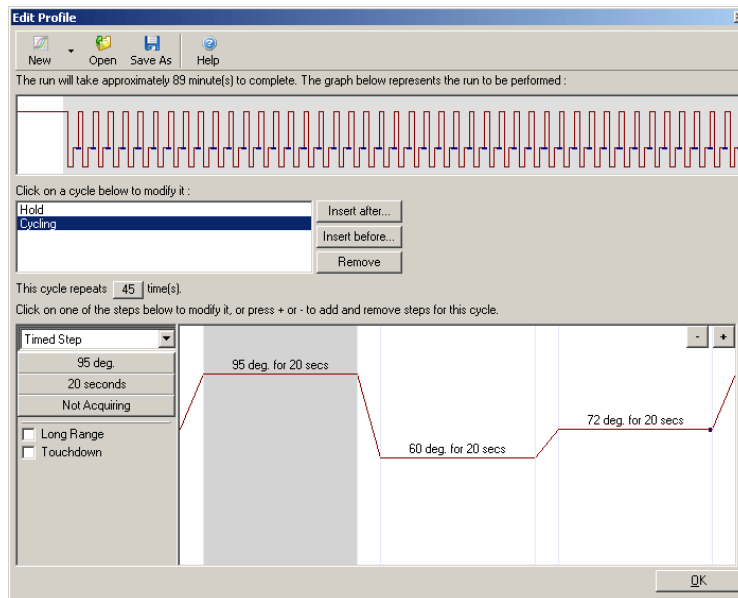 Edit Profile
New Open Save As Help
The run will take approximately 89 minute(s) to complete. The graph below represents the run to be performed :
Click on a cycle below to modify it :
Hold
Cycling
Insert after...
Insert before...
Remove
This cycle repeats 45 time(s).
Click on one of the steps below to modify it, or press + or - to add and remove steps for this cycle.
Timed Step
- +
95 deg.
20 seconds
Not Acquiring
Long Range
Touchdown
95 deg. for 20 secs
60 deg. for 20 secs
72 deg. for 20 secs
OK